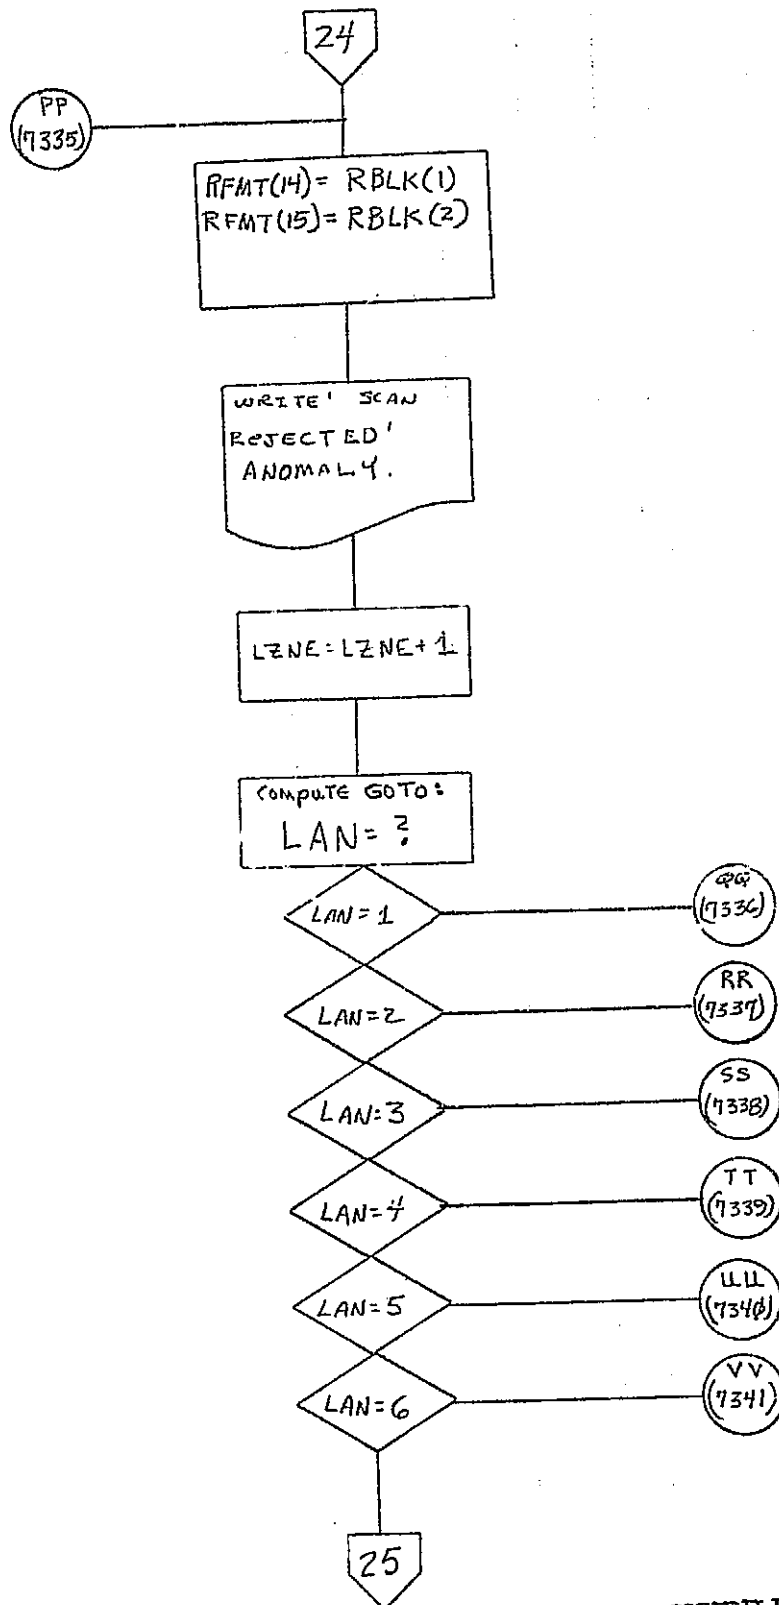 24
PP
(7335)
RFMT(14)= RBLK(1)
RFMT(15)= RBLK(2)
WRITE' SCAN
REJECTED'
ANOMALY.
LZNE=LZNE+1
COMPUTE GOTO:
LAN= ?
LAN=1
QQ
(7336)
LAN=2
RR
(7337)
LAN=3
SS
(7338)
LAN=4
TT
(7339)
LAN=5
UU
(7340)
LAN=6
VV
(7341)
25